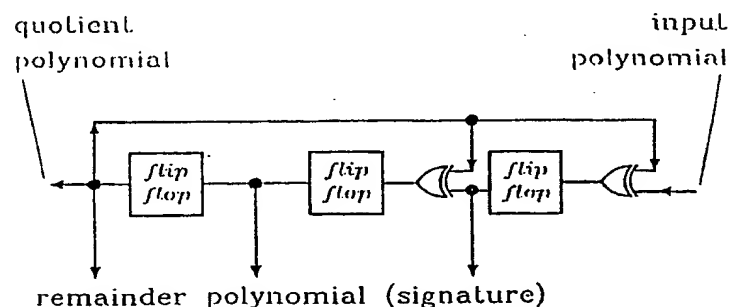 quotient
polynomial
input
polynomial
flip
flop
flip
flop
flip
flop
remainder polynomial (signature)